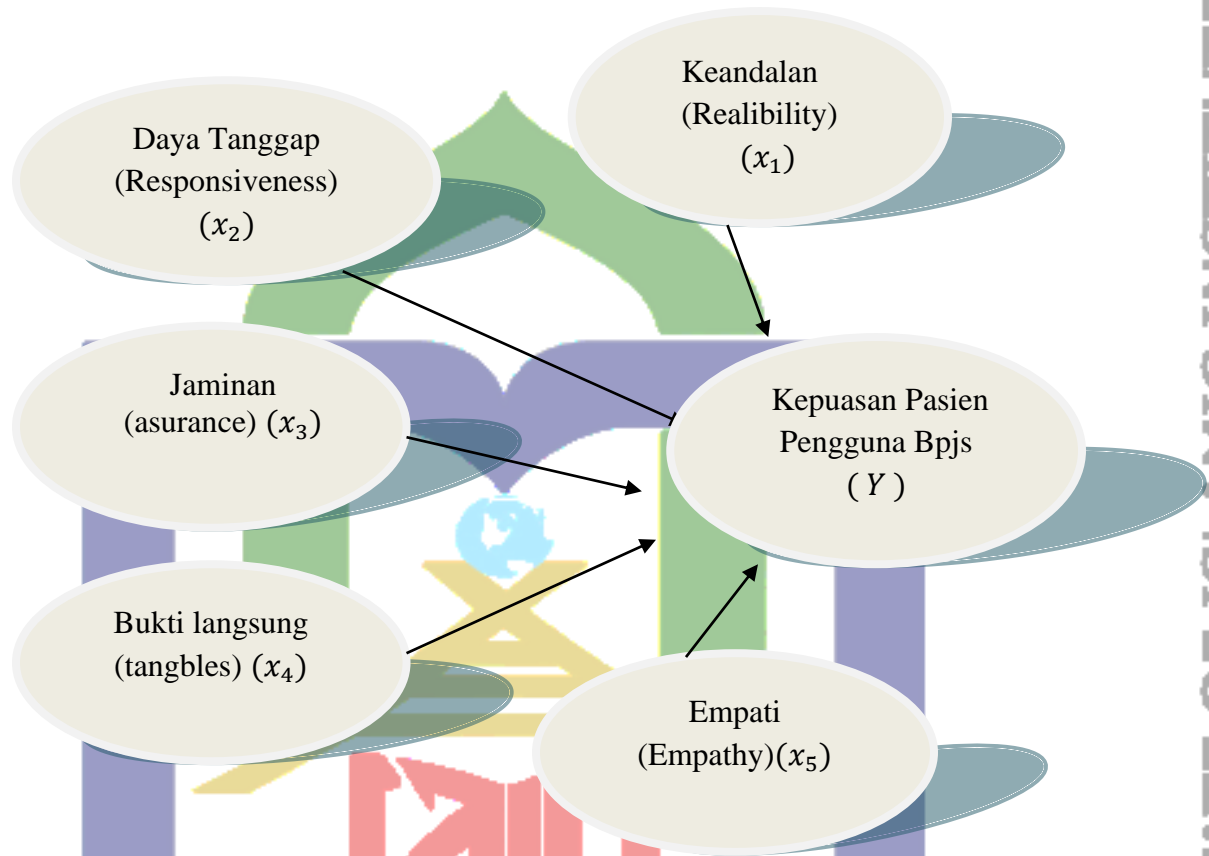 Keandalan
(Realibility)
(𝑥₁)
Daya Tanggap
(Responsiveness)
(𝑥₂)
Jaminan
(asurance) (𝑥₃)
Kepuasan Pasien
Pengguna Bpjs
( 𝑌 )
Bukti langsung
(tangbles) (𝑥₄)
Empati
(Empathy)(𝑥₅)